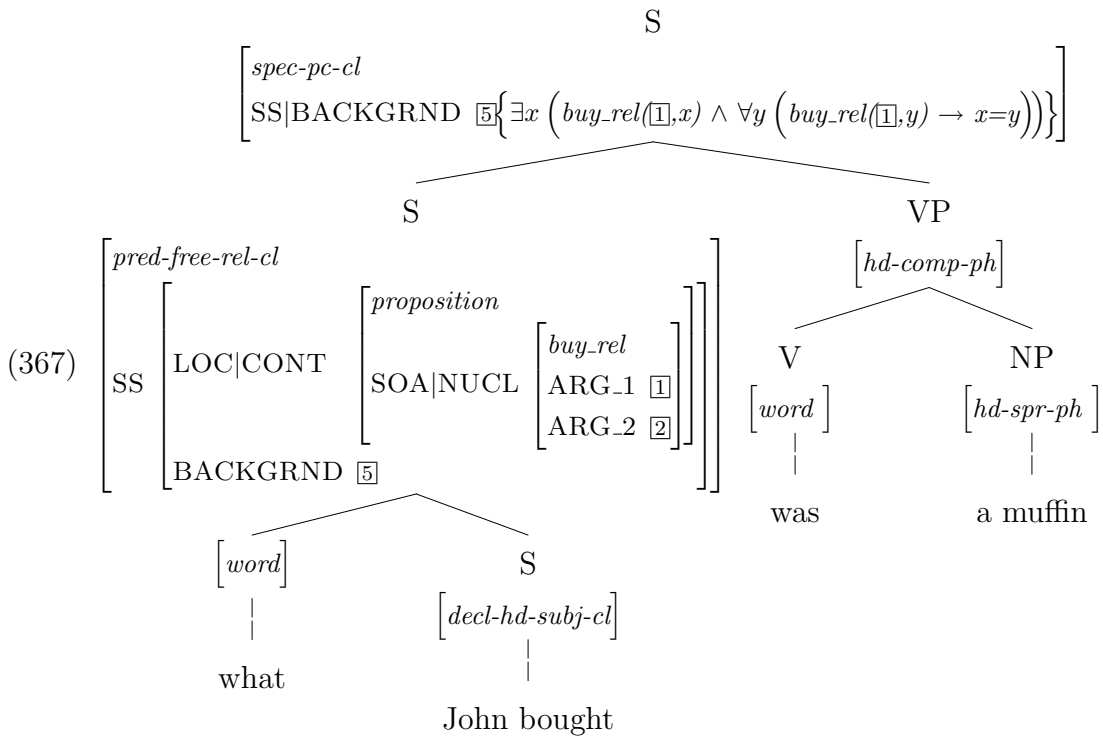 S
[spec-pc-cl
SS|BACKGRND [5]{∃x (buy_rel([1],x) ∧ ∀y (buy_rel([1],y) → x=y))}]
S VP
[pred-free-rel-cl [hd-comp-ph]
[proposition
buy_rel V NP
(367) SS LOC|CONT SOA|NUCL ARG_1 [1] [word ] [hd-spr-ph ]
ARG_2 [2]
BACKGRND [5]
was a muffin
[word] S
[decl-hd-subj-cl]
what
John bought